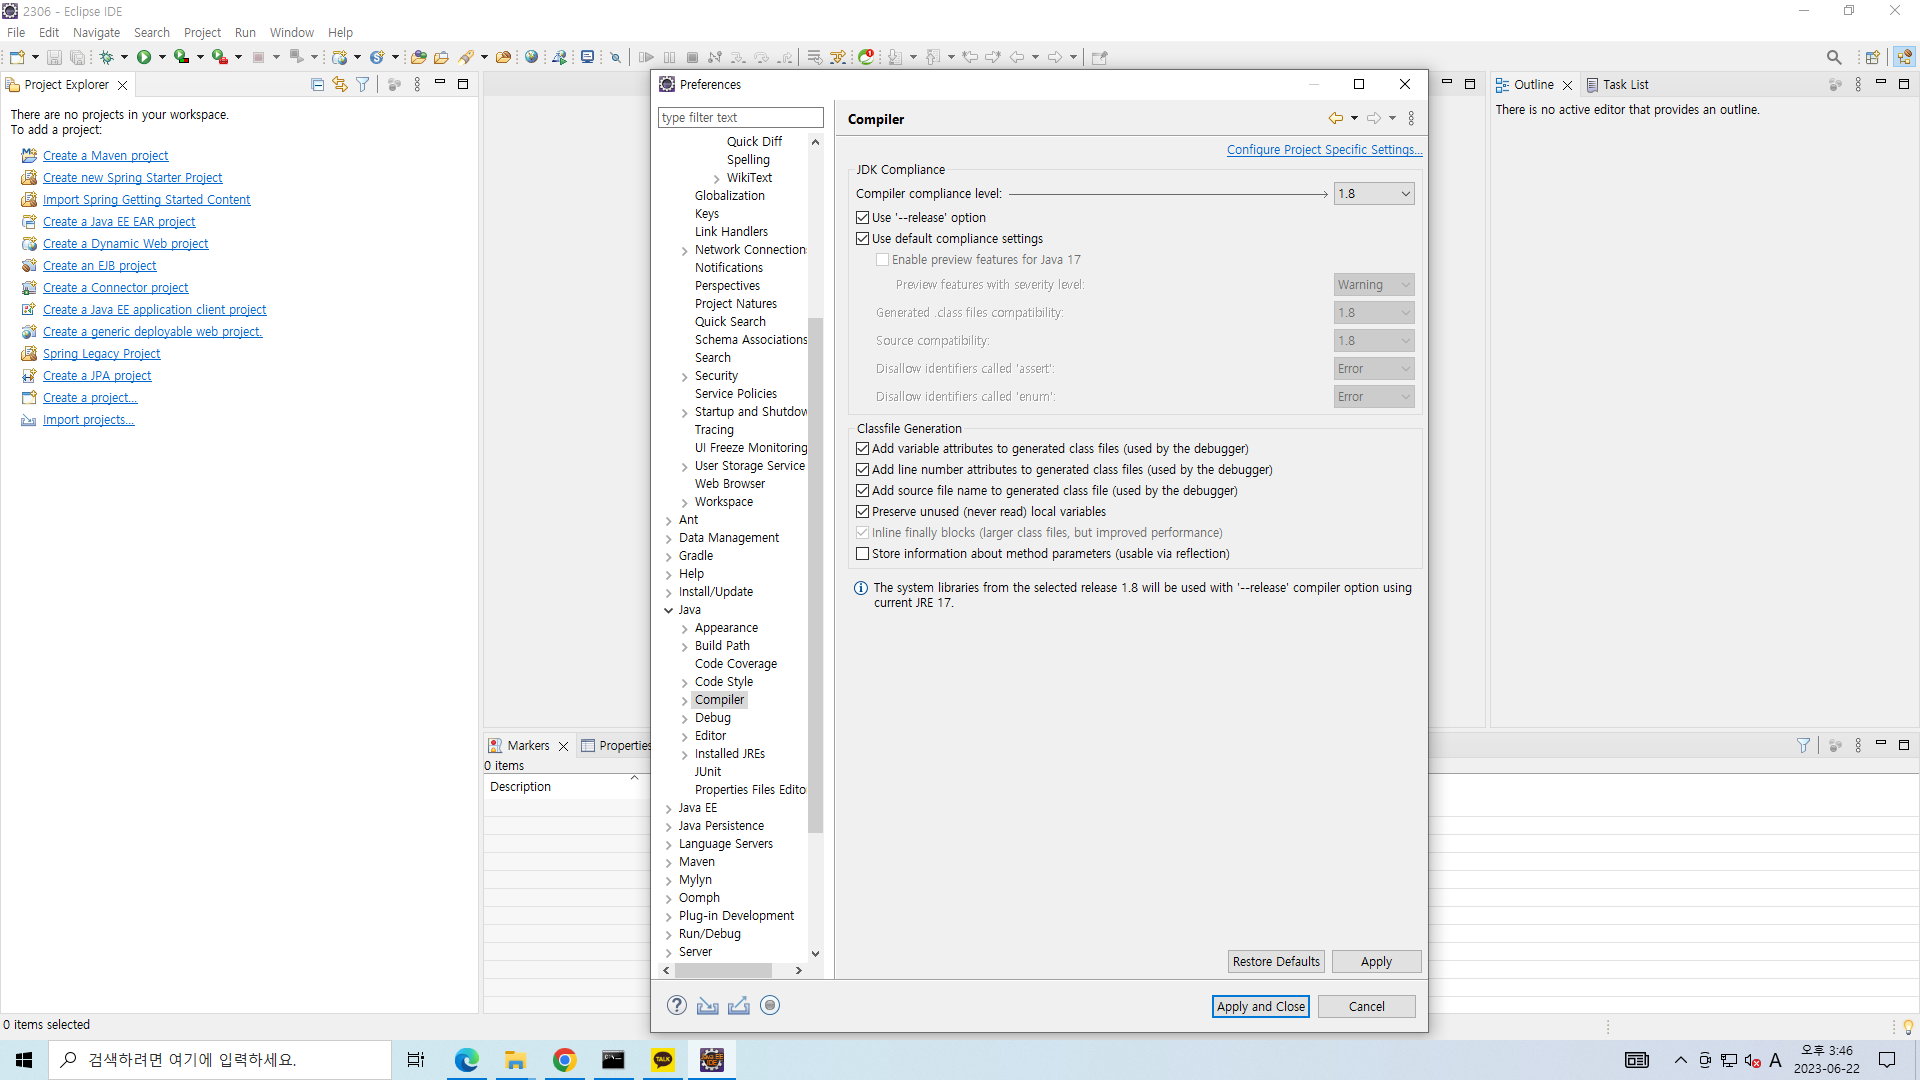 2306 - Eclipse IDE
File Edit Navigate Search Project Run Window Help
Project Explorer
There are no projects in your workspace.
To add a project:
Create a Maven project
Create new Spring Starter Project
Import Spring Getting Started Content
Create a Java EE EAR project
Create a Dynamic Web project
Create an EJB project
Create a Connector project
Create a Java EE application client project
Create a generic deployable web project.
Spring Legacy Project
Create a JPA project
Create a project...
Import projects...
Preferences
type filter text
Quick Diff
Spelling
WikiText
Globalization
Keys
Link Handlers
Network Connection
Notifications
Perspectives
Project Natures
Quick Search
Schema Associations
Search
Security
Service Policies
Startup and Shutdow
Tracing
UI Freeze Monitoring
User Storage Service
Web Browser
Workspace
Ant
Data Management
Gradle
Help
Install/Update
Java
Appearance
Build Path
Code Coverage
Code Style
Compiler
Debug
Editor
Installed JREs
JUnit
Properties Files Edito
Java EE
Java Persistence
Language Servers
Maven
Mylyn
Oomph
Plug-in Development
Run/Debug
Server
Compiler
Configure Project Specific Settings...
JDK Compliance
Compiler compliance level: 1.8
Use '--release' option
Use default compliance settings
Enable preview features for Java 17
Preview features with severity level: Warning
Generated .class files compatibility: 1.8
Source compatibility: 1.8
Disallow identifiers called 'assert': Error
Disallow identifiers called 'enum': Error
Classfile Generation
Add variable attributes to generated class files (used by the debugger)
Add line number attributes to generated class files (used by the debugger)
Add source file name to generated class file (used by the debugger)
Preserve unused (never read) local variables
Inline finally blocks (larger class files, but improved performance)
Store information about method parameters (usable via reflection)
The system libraries from the selected release 1.8 will be used with '--release' compiler option using
current JRE 17.
Restore Defaults Apply
Apply and Close Cancel
Outline Task List
There is no active editor that provides an outline.
Markers Properties
0 items
Description
0 items selected
검색하려면 여기에 입력하세요.
TALK
Java EE
IDE
A
오후 3:46
2023-06-22